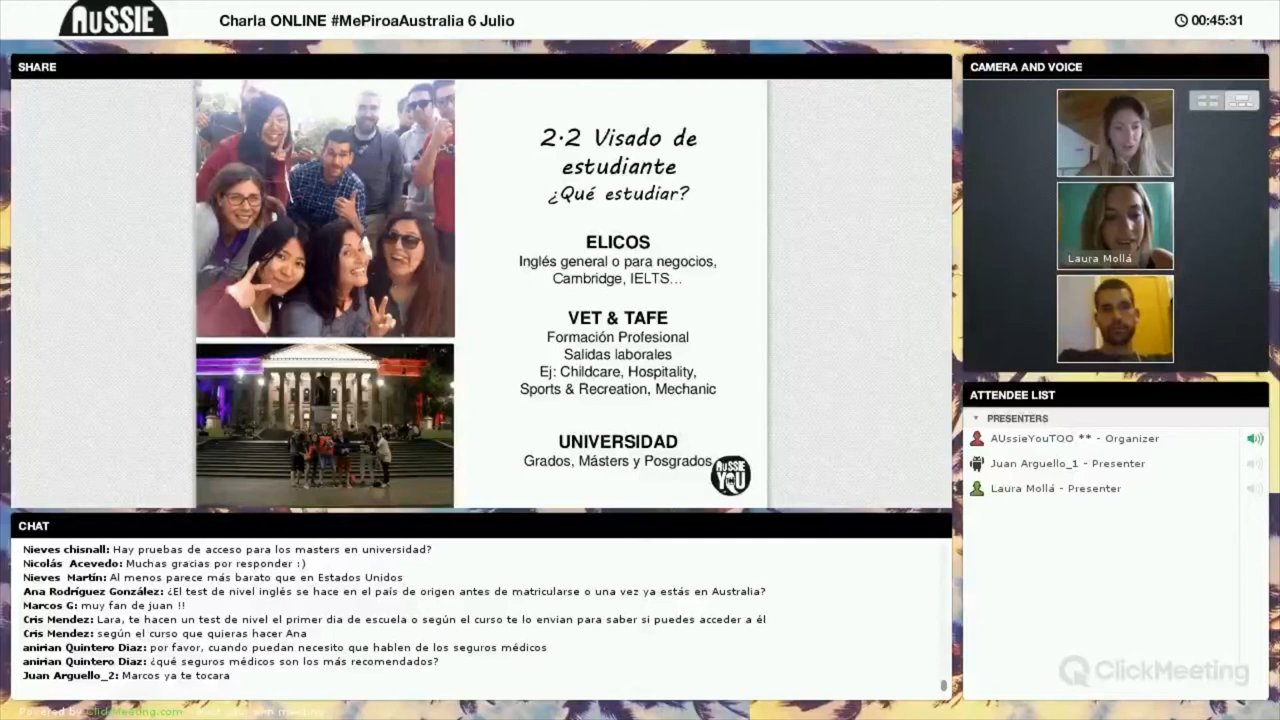 AuSSIE
Charla ONLINE #MePiroaAustralia 6 Julio
00:45:31
SHARE
2.2 Visado de
estudiante
¿Qué estudiar?
ELICOS
Inglés general o para negocios,
Cambridge, IELTS...
VET & TAFE
Formación Profesional
Salidas laborales
Ej: Childcare, Hospitality,
Sports & Recreation, Mechanic
UNIVERSIDAD
Grados, Másters y Posgrados
AuSSIE
YOU
CAMERA AND VOICE
Laura Mollá
ATTENDEE LIST
PRESENTERS
AUssieYouTOO ** - Organizer
Juan Arguello_1 - Presenter
Laura Mollá - Presenter
CHAT
Nieves chisnall: Hay pruebas de acceso para los masters en universidad?
Nicolás Acevedo: Muchas gracias por responder :)
Nieves Martín: Al menos parece más barato que en Estados Unidos
Ana Rodríguez González: ¿El test de nivel inglés se hace en el país de origen antes de matricularse o una vez ya estás en Australia?
Marcos G: muy fan de juan !!
Cris Mendez: Lara, te hacen un test de nivel el primer dia de escuela o según el curso te lo envian para saber si puedes acceder a él
Cris Mendez: según el curso que quieras hacer Ana
anirian Quintero Diaz: por favor, cuando puedan necesito que hablen de los seguros médicos
anirian Quintero Diaz: ¿qué seguros médicos son los más recomendados?
Juan Arguello_2: Marcos ya te tocara
ClickMeeting
Powered by ClickMeeting.com